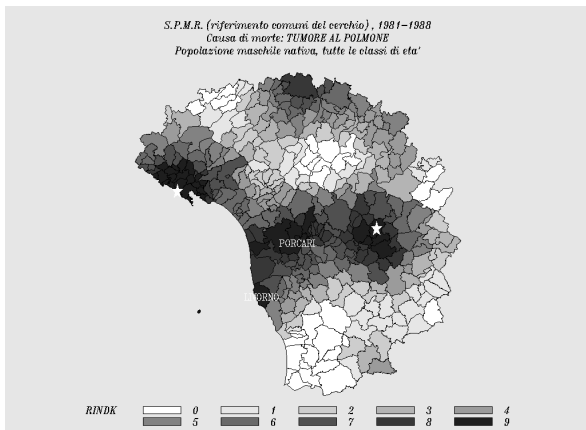 S.P.M.R. (riferimento comuni del cerchio) , 1981-1988
Causa di morte: TUMORE AL POLMONE
Popolazione maschile nativa, tutte le classi di eta'
PORCARI
LIVORNO
RINDK 0 1 2 3 4
5 6 7 8 9